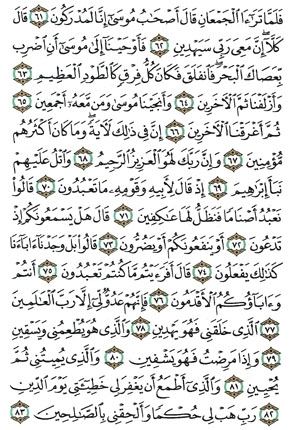 فَلَمَّا تَرَٰٓءَا ٱلْجَمْعَانِ قَالَ أَصْحَٰبُ مُوسَىٰٓ إِنَّا لَمُدْرَكُونَ ٦١ قَالَ
كَلَّآ إِنَّ مَعِىَ رَبِّى سَيَهْدِينِ ٦٢ فَأَوْحَيْنَآ إِلَىٰ مُوسَىٰٓ أَنِ ٱضْرِب
بِّعَصَاكَ ٱلْبَحْرَ فَٱنفَلَقَ فَكَانَ كُلُّ فِرْقٍ كَٱلطَّوْدِ ٱلْعَظِيمِ ٦٣
وَأَزْلَفْنَا ثَمَّ ٱلْءَاخَرِينَ ٦٤ وَأَنجَيْنَا مُوسَىٰ وَمَن مَّعَهُۥٓ أَجْمَعِينَ ٦٥
ثُمَّ أَغْرَقْنَا ٱلْءَاخَرِينَ ٦٦ إِنَّ فِى ذَٰلِكَ لَءَايَةً وَمَا كَانَ أَكْثَرُهُم
مُّؤْمِنِينَ ٦٧ وَإِنَّ رَبَّكَ لَهُوَ ٱلْعَزِيزُ ٱلرَّحِيمُ ٦٨ وَٱتْلُ عَلَيْهِمْ
نَبَأَ إِبْرَٰهِيمَ ٦٩ إِذْ قَالَ لِأَبِيهِ وَقَوْمِهِۦ مَا تَعْبُدُونَ ٧٠ قَالُوا۟
نَعْبُدُ أَصْنَامًا فَنَظَلُّ لَهَا عَٰكِفِينَ ٧١ قَالَ هَلْ يَسْمَعُونَكُمْ إِذْ
تَدْعُونَ ٧٢ أَوْ يَنفَعُونَكُمْ أَوْ يَضُرُّونَ ٧٣ قَالُوا۟ بَلْ وَجَدْنَآ ءَابَآءَنَا
كَذَٰلِكَ يَفْعَلُونَ ٧٤ قَالَ أَفَرَءَيْتُم مَّا كُنتُمْ تَعْبُدُونَ ٧٥ أَنتُمْ
وَءَابَآؤُكُمُ ٱلْأَقْدَمُونَ ٧٦ فَإِنَّهُمْ عَدُوٌّ لِّىٓ إِلَّا رَبَّ ٱلْعَٰلَمِينَ
٧٧ ٱلَّذِى خَلَقَنِى فَهُوَ يَهْدِينِ ٧٨ وَٱلَّذِى هُوَ يُطْعِمُنِى وَيَسْقِينِ
٧٩ وَإِذَا مَرِضْتُ فَهُوَ يَشْفِينِ ٨٠ وَٱلَّذِى يُمِيتُنِى ثُمَّ
يُحْيِينِ ٨١ وَٱلَّذِىٓ أَطْمَعُ أَن يَغْفِرَ لِى خَطِيٓـَٔتِى يَوْمَ ٱلدِّينِ
٨٢ رَبِّ هَبْ لِى حُكْمًا وَأَلْحِقْنِى بِٱلصَّٰلِحِينَ ٨٣